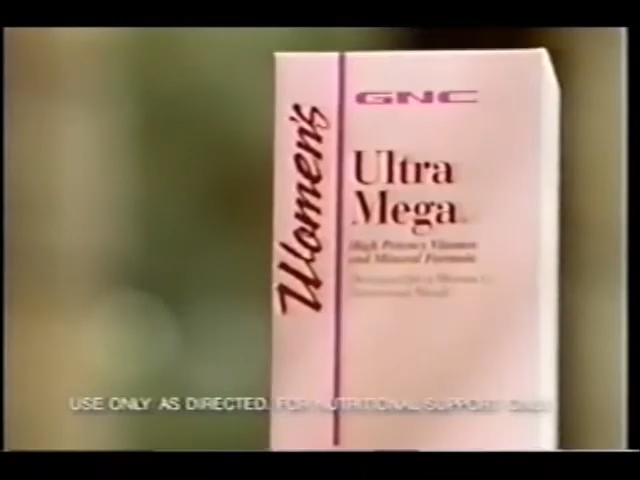 Women's
GNC
Ultra
Mega
High Potency Vitamin
and Mineral Formula
USE ONLY AS DIRECTED. FOR NUTRITIONAL SUPPORT ONLY.